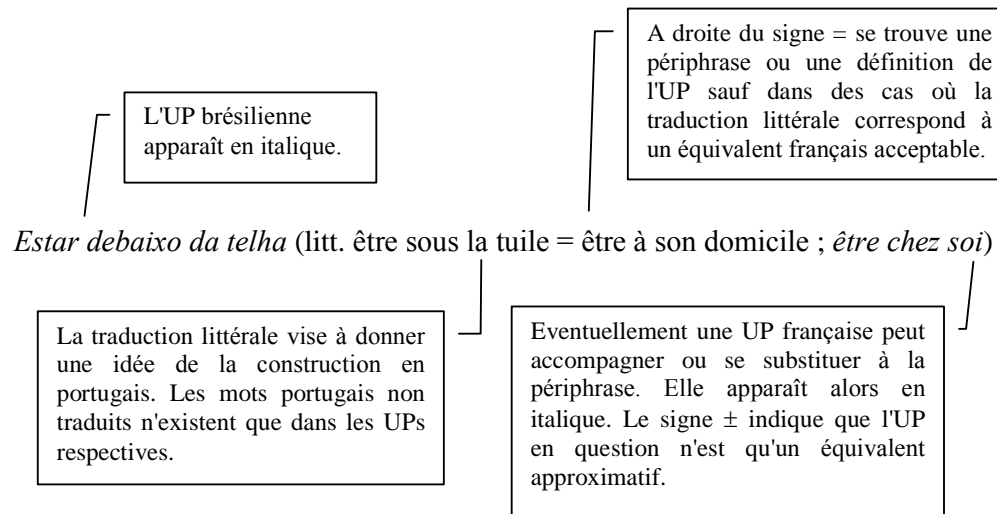 A droite du signe = se trouve une
périphrase ou une définition de
l'UP sauf dans des cas où la
traduction littérale correspond à
un équivalent français acceptable.
L'UP brésilienne
apparaît en italique.
Estar debaixo da telha (litt. être sous la tuile = être à son domicile ; être chez soi)
La traduction littérale vise à donner
une idée de la construction en
portugais. Les mots portugais non
traduits n'existent que dans les UPs
respectives.
Eventuellement une UP française peut
accompagner ou se substituer à la
périphrase. Elle apparaît alors en
italique. Le signe ± indique que l'UP
en question n'est qu'un équivalent
approximatif.